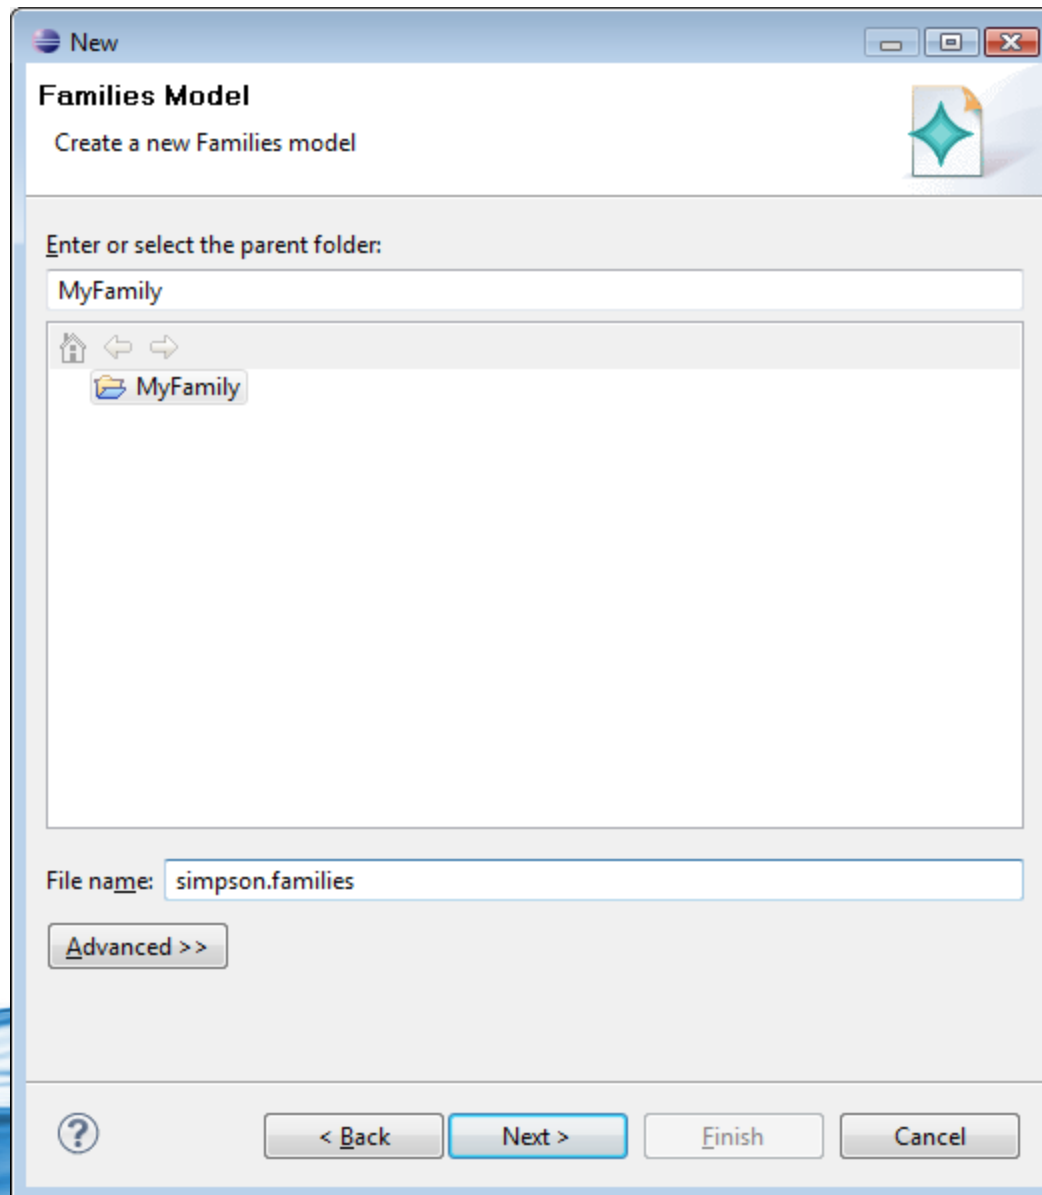 New
Families Model
Create a new Families model
Enter or select the parent folder:
MyFamily
MyFamily
File name: simpson.families
Advanced >>
< Back Next > Finish Cancel